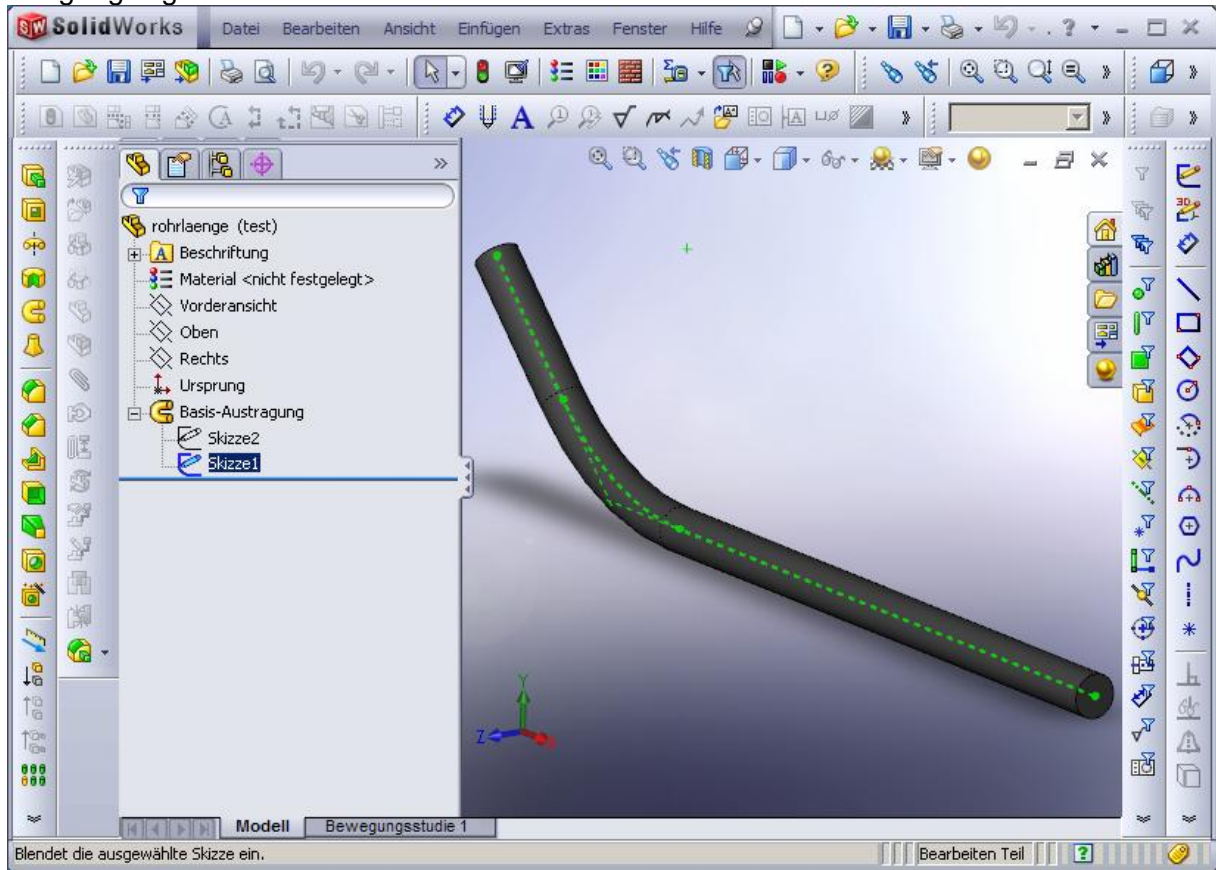 SolidWorks Datei Bearbeiten Ansicht Einfügen Extras Fenster Hilfe
rohrlaenge (test)
Beschriftung
Material <nicht festgelegt>
Vorderansicht
Oben
Rechts
Ursprung
Basis-Austragung
Skizze2
Skizze1
Y
Z
Modell Bewegungsstudie 1
Blendet die ausgewählte Skizze ein. Bearbeiten Teil